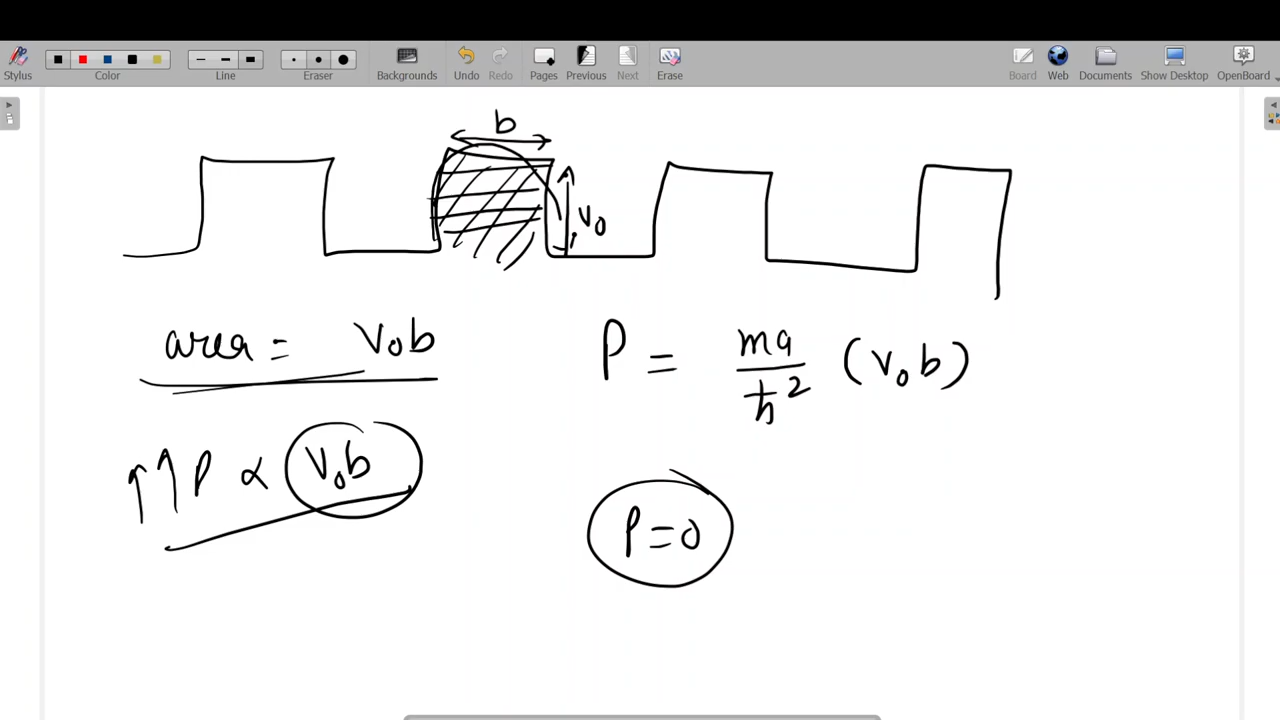 Stylus
Color
Line
Eraser
Backgrounds
Undo
Redo
Pages
Previous
Next
Erase
Board
Web
Documents
Show Desktop
OpenBoard
b
V₀
area = V₀b
P = ma/ħ² (V₀b)
↑↑ P ∝ V₀b
P=0